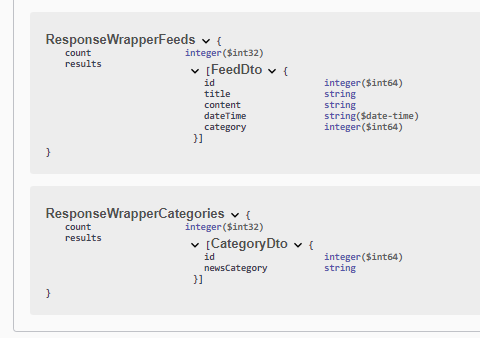 ResponseWrapperFeeds {
count integer($int32)
results
[FeedDto {
id integer($int64)
title string
content string
dateTime string($date-time)
category integer($int64)
}]
}
ResponseWrapperCategories {
count integer($int32)
results
[CategoryDto {
id integer($int64)
newsCategory string
}]
}